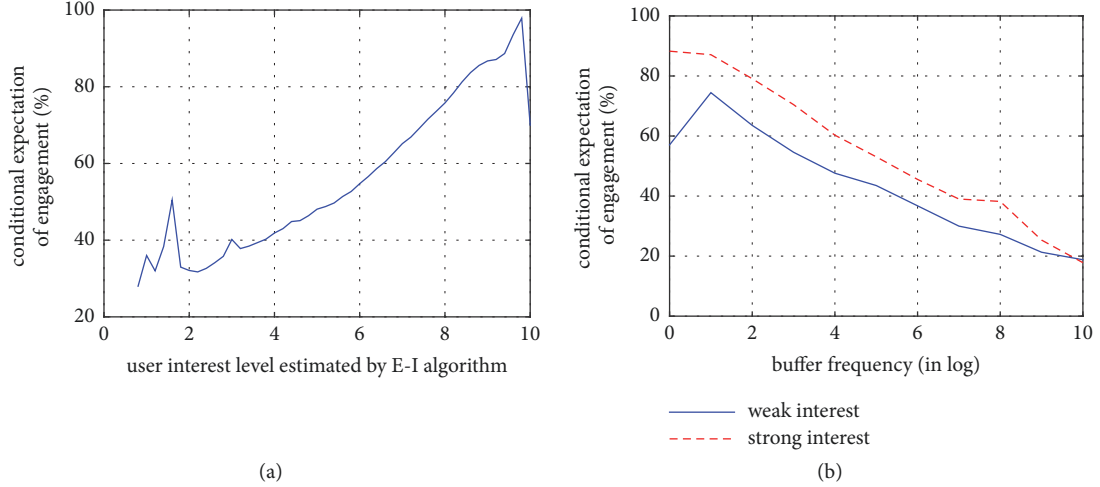 100
80
60
40
20
0
2
4
6
8
10
conditional expectation
of engagement (%)
user interest level estimated by E-I algorithm
(a)
100
80
60
40
20
0
0
2
4
6
8
10
conditional expectation
of engagement (%)
buffer frequency (in log)
weak interest
strong interest
(b)